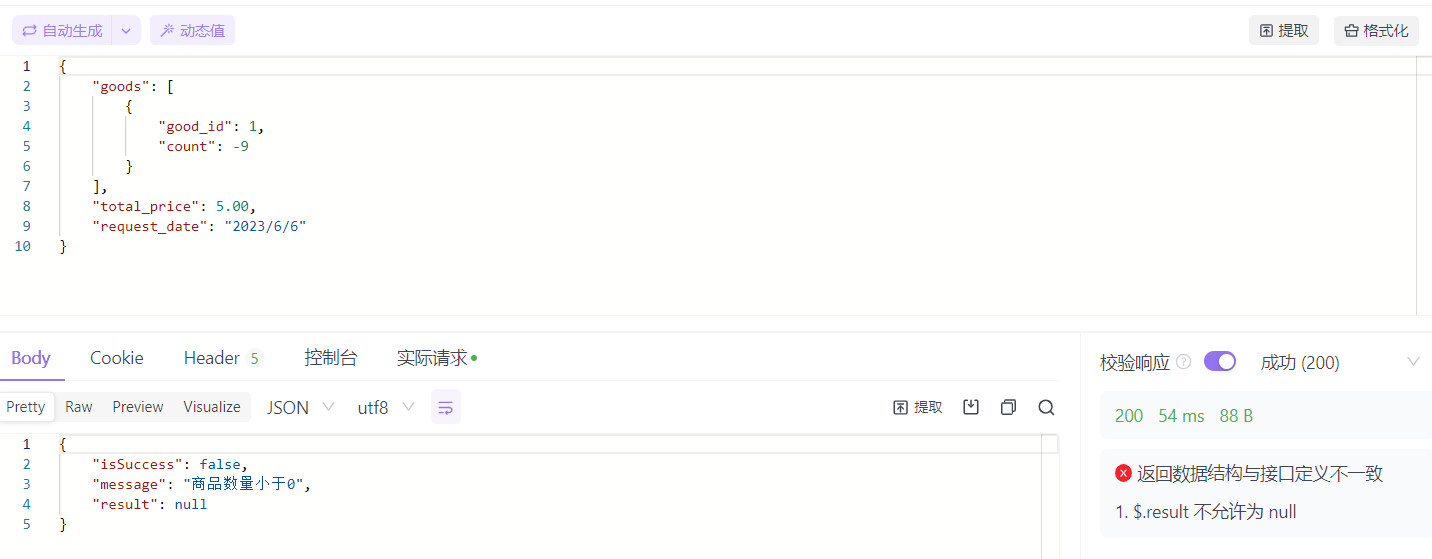 自动生成 动态值 提取 格式化
1 {
2 "goods": [
3 {
4 "good_id": 1,
5 "count": -9
6 }
7 ],
8 "total_price": 5.00,
9 "request_date": "2023/6/6"
10 }
Body Cookie Header 5 控制台 实际请求
Pretty Raw Preview Visualize JSON utf8 提取
1 {
2 "isSuccess": false,
3 "message": "商品数量小于0",
4 "result": null
5 }
校验响应 ? 成功 (200)
200 54 ms 88 B
返回数据结构与接口定义不一致
1. $.result 不允许为 null